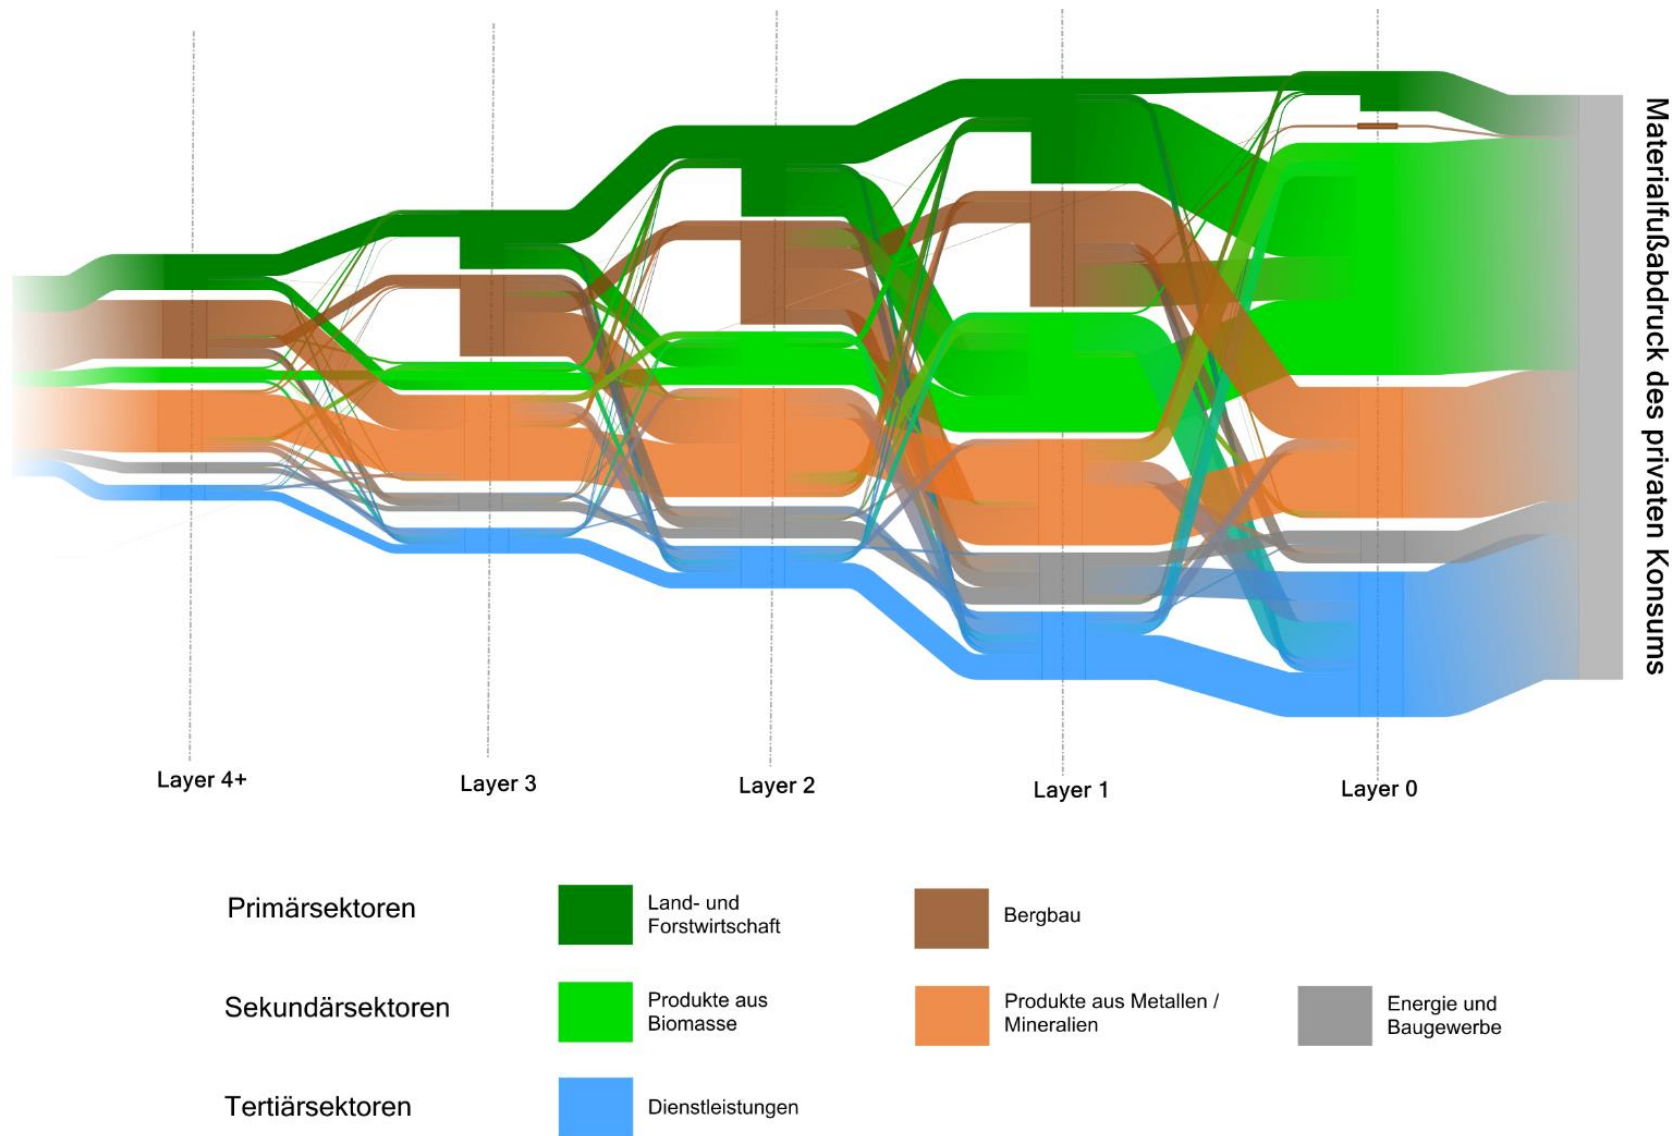 Materialfußabdruck des privaten Konsums
Layer 4+
Layer 3
Layer 2
Layer 1
Layer 0
Primärsektoren
Land- und
Forstwirtschaft
Bergbau
Sekundärsektoren
Produkte aus
Biomasse
Produkte aus Metallen /
Mineralien
Energie und
Baugewerbe
Tertiärsektoren
Dienstleistungen